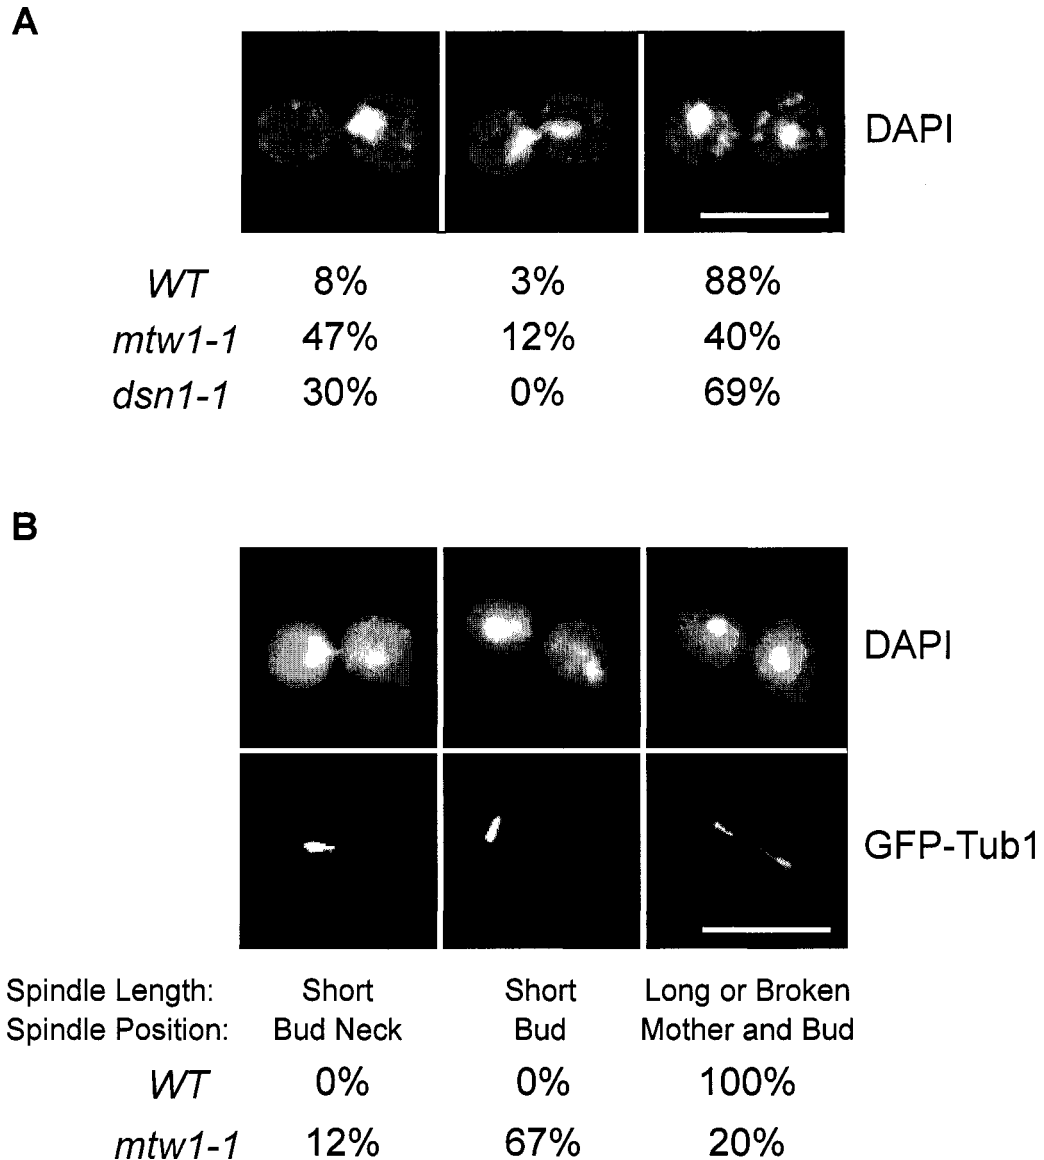 A
DAPI
WT 8% 3% 88%
mtw1-1 47% 12% 40%
dsn1-1 30% 0% 69%
B
DAPI
GFP-Tub1
Spindle Length: Short Short Long or Broken
Spindle Position: Bud Neck Bud Mother and Bud
WT 0% 0% 100%
mtw1-1 12% 67% 20%